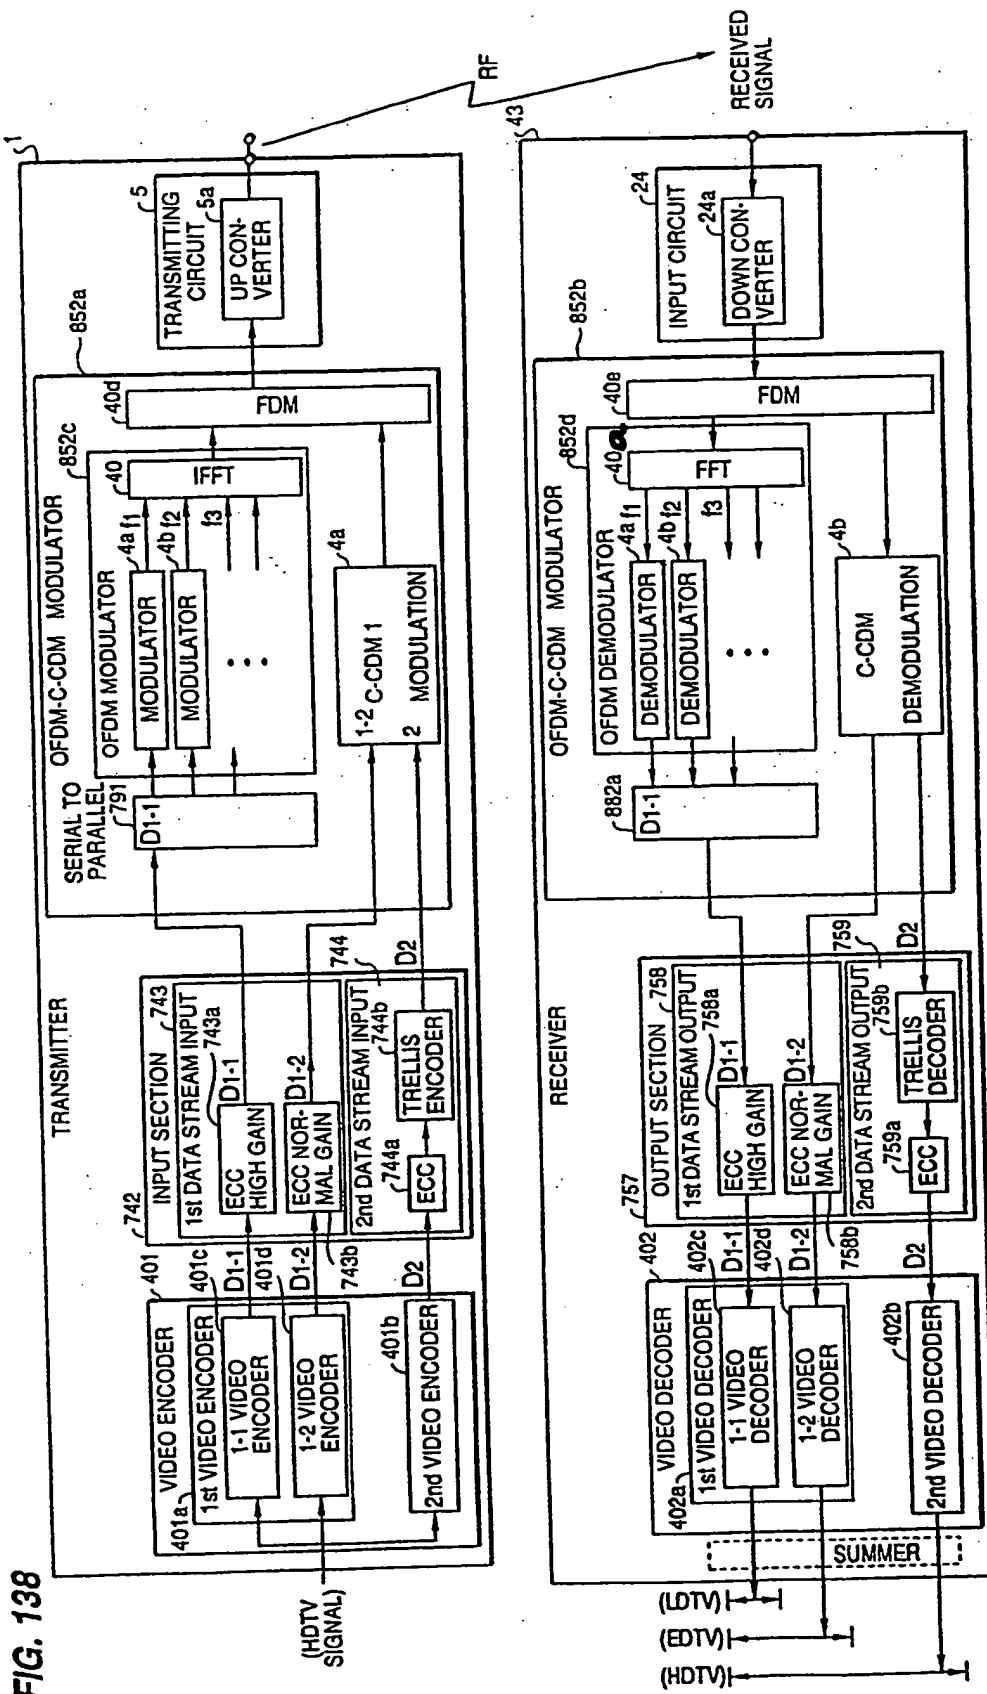 FIG. 138
TRANSMITTER
1
(HDTV
SIGNAL)
VIDEO ENCODER
401
401a
1st VIDEO ENCODER
401c
1-1 VIDEO
ENCODER
401d
1-2 VIDEO
ENCODER
401b
2nd VIDEO ENCODER
D1-1
D1-2
D2
742
INPUT SECTION
743
1st DATA STREAM INPUT
743a
ECC
HIGH GAIN
D1-1
ECC NOR-
MAL GAIN
D1-2
743b
744
2nd DATA STREAM INPUT
744a
ECC
744b
TRELLIS
ENCODER
D2
OFDM-C-CDM MODULATOR
852a
SERIAL TO
PARALLEL
791
D1-1
OFDM MODULATOR
852c
MODULATOR
4a
f1
MODULATOR
4b
f2
f3
• • •
40
IFFT
4a
1-2
C-CDM 1
2
MODULATION
40d
FDM
TRANSMITTING
CIRCUIT
5
5a
UP CON-
VERTER
RF
RECEIVED
SIGNAL
RECEIVER
43
INPUT CIRCUIT
24
24a
DOWN CON-
VERTER
OFDM-C-CDM MODULATOR
852b
40e
FDM
OFDM DEMODULATOR
852d
40a
FFT
DEMODULATOR
4a
f1
DEMODULATOR
4b
f2
f3
• • •
4b
C-CDM
DEMODULATION
882a
D1-1
757
OUTPUT SECTION
758
1st DATA STREAM OUTPUT
758a
ECC
HIGH GAIN
D1-1
ECC NOR-
MAL GAIN
D1-2
758b
759
2nd DATA STREAM OUTPUT
759a
ECC
759b
TRELLIS
DECODER
D2
VIDEO DECODER
402
402a
1st VIDEO DECODER
402c
1-1 VIDEO
DECODER
D1-1
402d
1-2 VIDEO
DECODER
D1-2
402b
2nd VIDEO DECODER
D2
SUMMER
(LDTV)
(EDTV)
(HDTV)